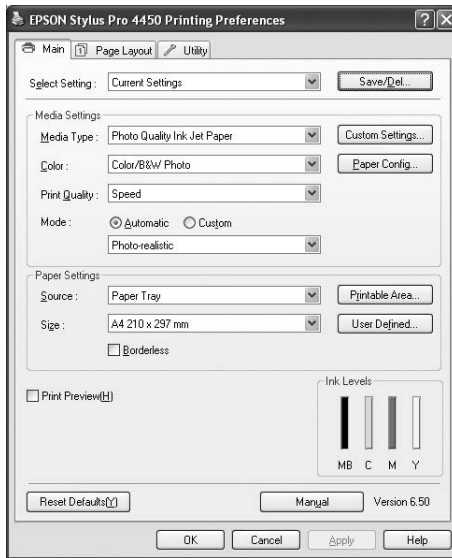 EPSON Stylus Pro 4450 Printing Preferences
Main Page Layout Utility
Select Setting : Current Settings Save/Del...
Media Settings
Media Type : Photo Quality Ink Jet Paper Custom Settings...
Color : Color/B&W Photo Paper Config...
Print Quality : Speed
Mode : Automatic Custom
Photo-realistic
Paper Settings
Source : Paper Tray Printable Area...
Size : A4 210 x 297 mm User Defined...
Borderless
Print Preview(H)
Ink Levels
MB C M Y
Reset Defaults(Y) Manual Version 6.50
OK Cancel Apply Help